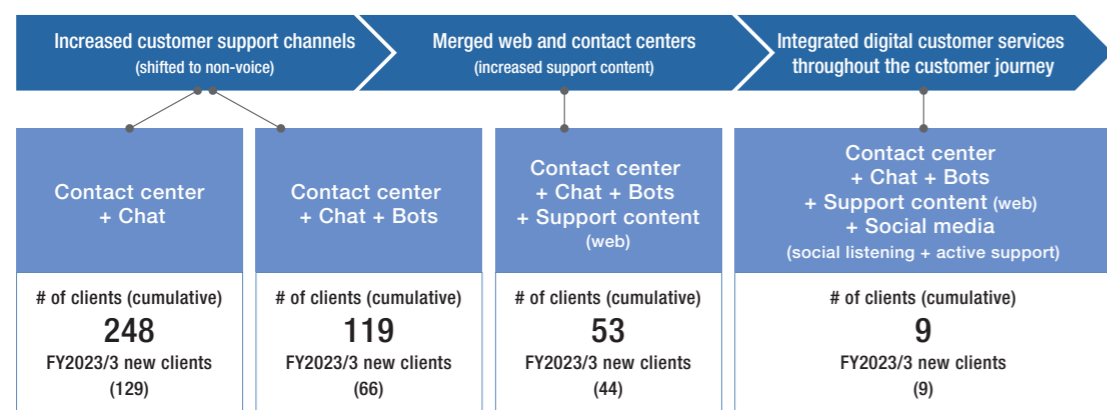 Increased customer support channels
(shifted to non-voice)
Merged web and contact centers
(increased support content)
Integrated digital customer services
throughout the customer journey
Contact center
+ Chat
Contact center
+ Chat + Bots
Contact center
+ Chat + Bots
+ Support content
(web)
Contact center
+ Chat + Bots
+ Support content (web)
+ Social media
(social listening + active support)
# of clients (cumulative)
248
FY2023/3 new clients
(129)
# of clients (cumulative)
119
FY2023/3 new clients
(66)
# of clients (cumulative)
53
FY2023/3 new clients
(44)
# of clients (cumulative)
9
FY2023/3 new clients
(9)